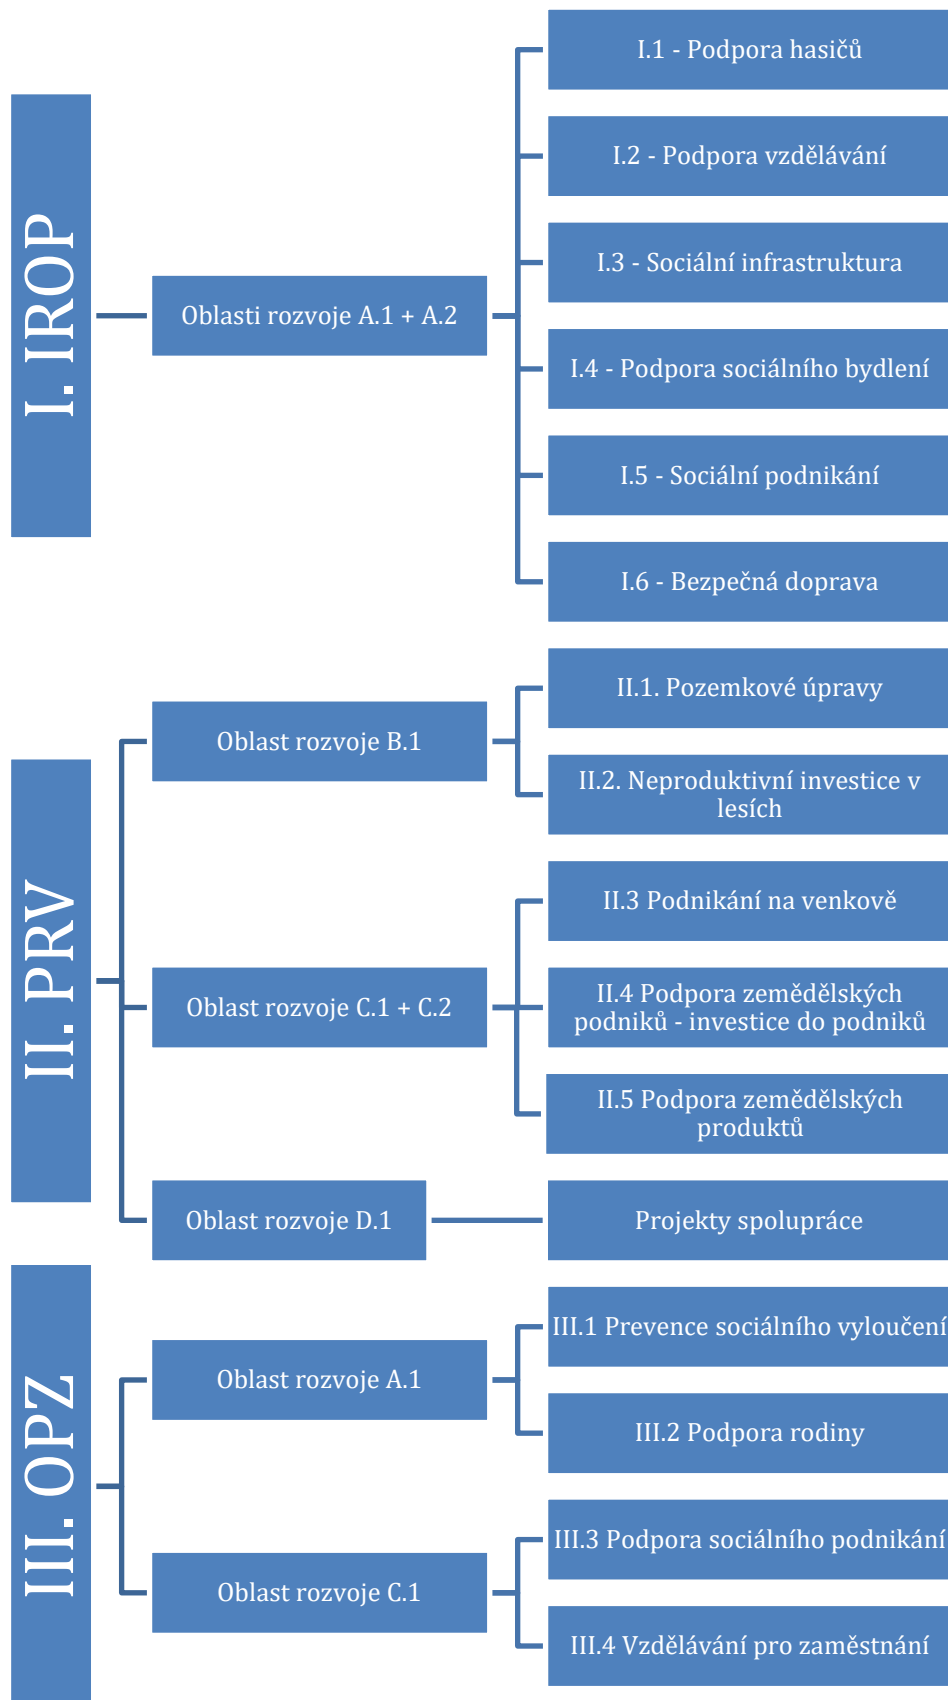 I. IROP
Oblasti rozvoje A.1 + A.2
I.1 - Podpora hasičů
I.2 - Podpora vzdělávání
I.3 - Sociální infrastruktura
I.4 - Podpora sociálního bydlení
I.5 - Sociální podnikání
I.6 - Bezpečná doprava
II. PRV
Oblast rozvoje B.1
II.1. Pozemkové úpravy
II.2. Neproduktivní investice v
lesích
Oblast rozvoje C.1 + C.2
II.3 Podnikání na venkově
II.4 Podpora zemědělských
podniků - investice do podniků
II.5 Podpora zemědělských
produktů
Oblast rozvoje D.1
Projekty spolupráce
III. OPZ
Oblast rozvoje A.1
III.1 Prevence sociálního vyloučení
III.2 Podpora rodiny
Oblast rozvoje C.1
III.3 Podpora sociálního podnikání
III.4 Vzdělávání pro zaměstnání